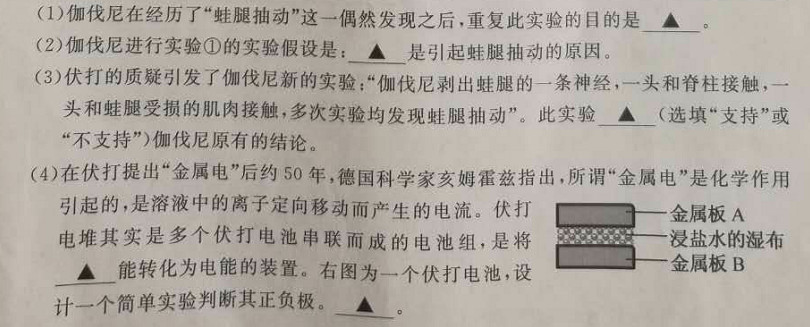 (1)伽伐尼在经历了“蛙腿抽动”这一偶然发现之后,重复此实验的目的是 ▲ 。
(2)伽伐尼进行实验①的实验假设是: ▲ 是引起蛙腿抽动的原因。
(3)伏打的质疑引发了伽伐尼新的实验:“伽伐尼剥出蛙腿的一条神经,一头和脊柱接触,一
头和蛙腿受损的肌肉接触,多次实验均发现蛙腿抽动”。此实验 ▲ (选填“支持”或
“不支持”)伽伐尼原有的结论。
(4)在伏打提出“金属电”后约 50 年,德国科学家亥姆霍兹指出,所谓“金属电”是化学作用
引起的,是溶液中的离子定向移动而产生的电流。伏打
电堆其实是多个伏打电池串联而成的电池组,是将
▲ 能转化为电能的装置。右图为一个伏打电池,设
计一个简单实验判断其正负极。 ▲ 。
金属板 A
浸盐水的湿布
金属板 B